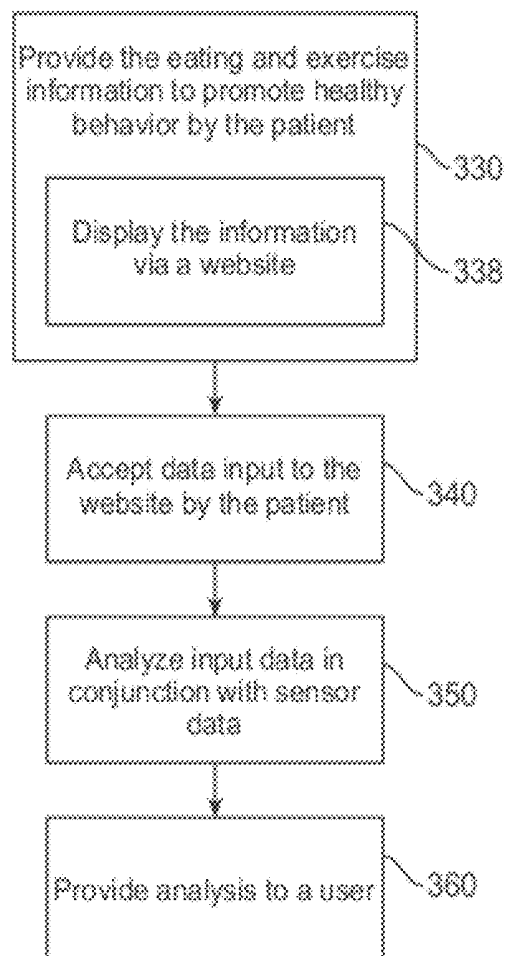 Provide the eating and exercise
information to promote healthy
behavior by the patient
330
Display the information
via a website
338
Accept data input to the
website by the patient
340
Analyze input data in
conjunction with sensor
data
350
Provide analysis to a user
360